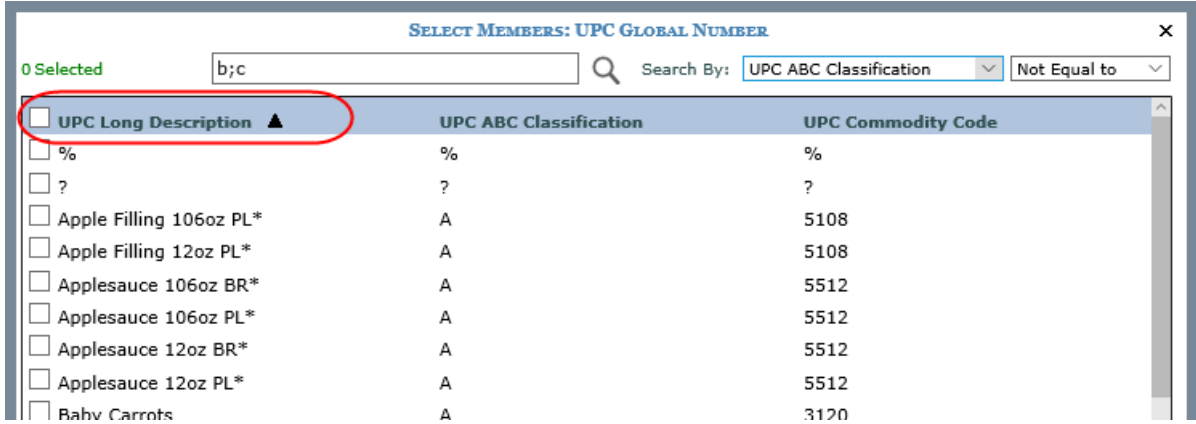 SELECT MEMBERS: UPC GLOBAL NUMBER
0 Selected b;c Search By: UPC ABC Classification Not Equal to
UPC Long Description ▲ UPC ABC Classification UPC Commodity Code
% % %
? ? ?
Apple Filling 106oz PL* A 5108
Apple Filling 12oz PL* A 5108
Applesauce 106oz BR* A 5512
Applesauce 106oz PL* A 5512
Applesauce 12oz BR* A 5512
Applesauce 12oz PL* A 5512
Baby Carrots A 3120